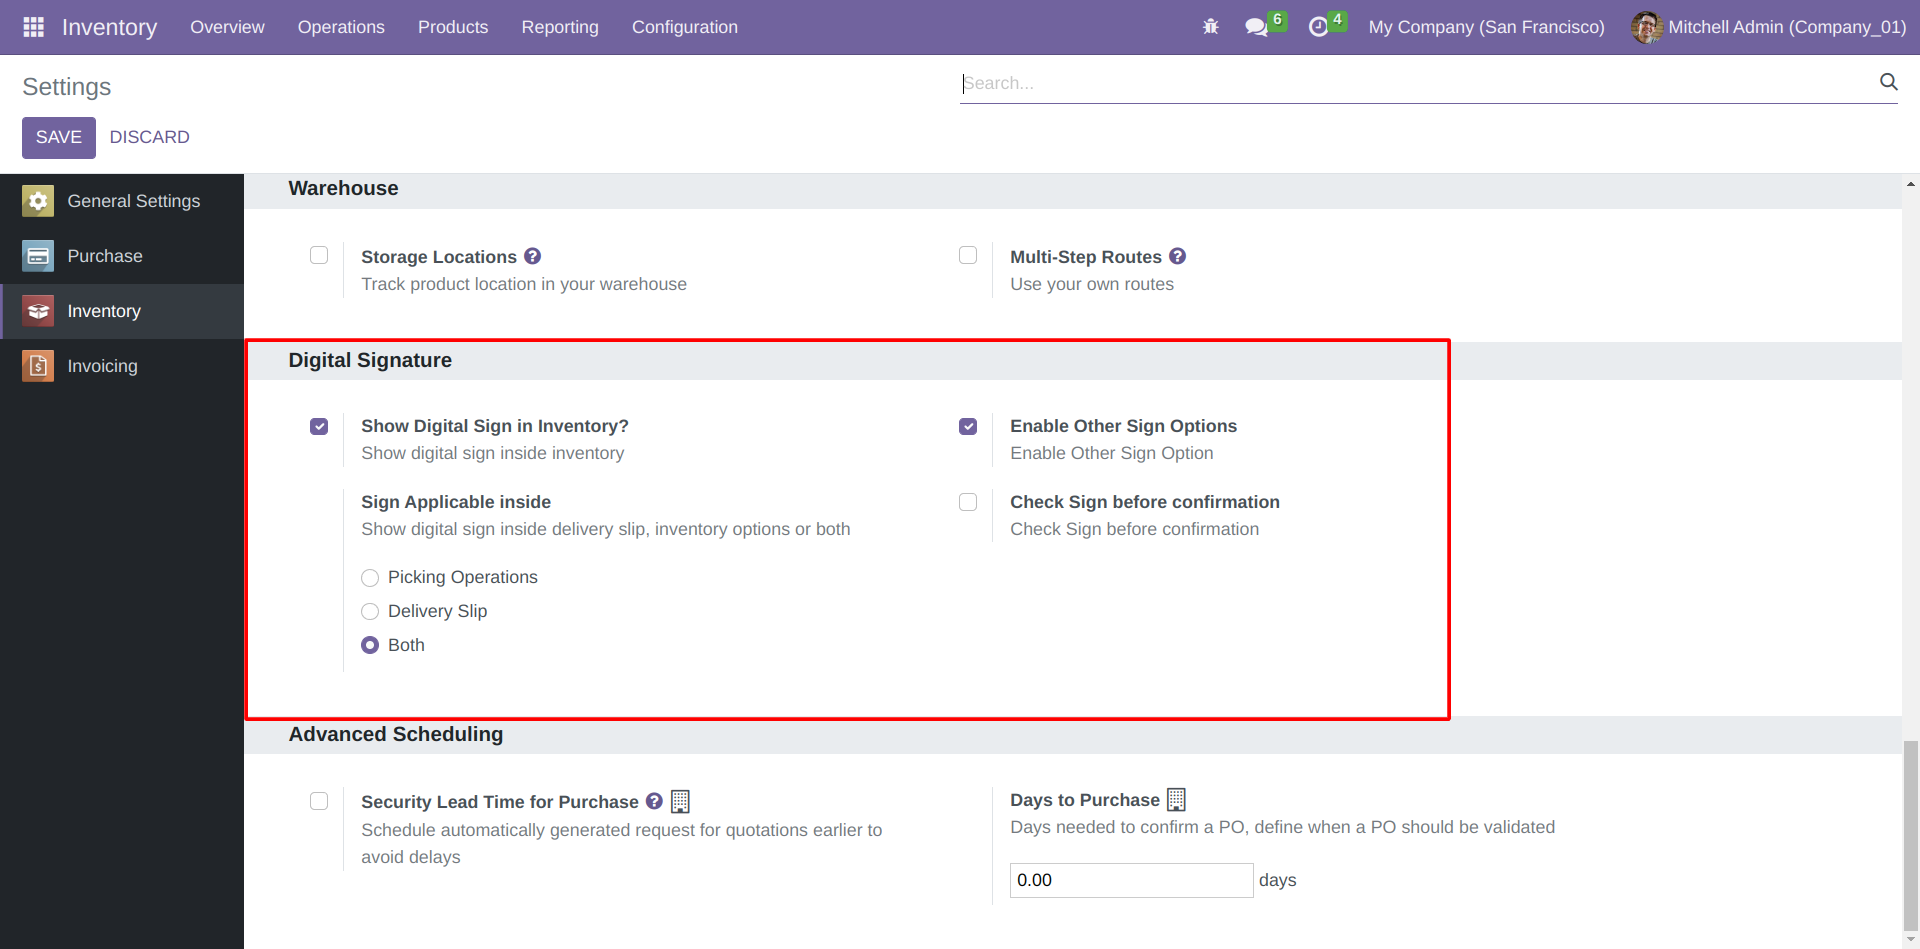 Inventory Overview Operations Products Reporting Configuration 6 4 My Company (San Francisco) Mitchell Admin (Company_01)
Settings
Search...
SAVE DISCARD
General Settings
Purchase
Inventory
Invoicing
Warehouse
Storage Locations ?
Track product location in your warehouse
Multi-Step Routes ?
Use your own routes
Digital Signature
Show Digital Sign in Inventory?
Show digital sign inside inventory
Enable Other Sign Options
Enable Other Sign Option
Sign Applicable inside
Show digital sign inside delivery slip, inventory options or both
Picking Operations
Delivery Slip
Both
Check Sign before confirmation
Check Sign before confirmation
Advanced Scheduling
Security Lead Time for Purchase ?
Schedule automatically generated request for quotations earlier to
avoid delays
Days to Purchase
Days needed to confirm a PO, define when a PO should be validated
0.00 days